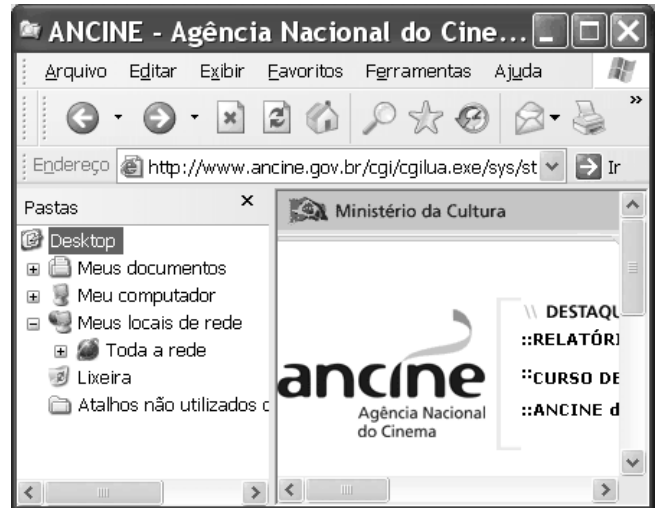 ANCINE - Agência Nacional do Cine...
Arquivo Editar Exibir Favoritos Ferramentas Ajuda
»
Endereço http://www.ancine.gov.br/cgi/cgilua.exe/sys/st Ir
Pastas x
Desktop
Meus documentos
Meu computador
Meus locais de rede
Toda a rede
Lixeira
Atalhos não utilizados d
Ministério da Cultura
\\ DESTAQU
::RELATÓRI
::CURSO DE
::ANCINE d
ancine
Agência Nacional
do Cinema